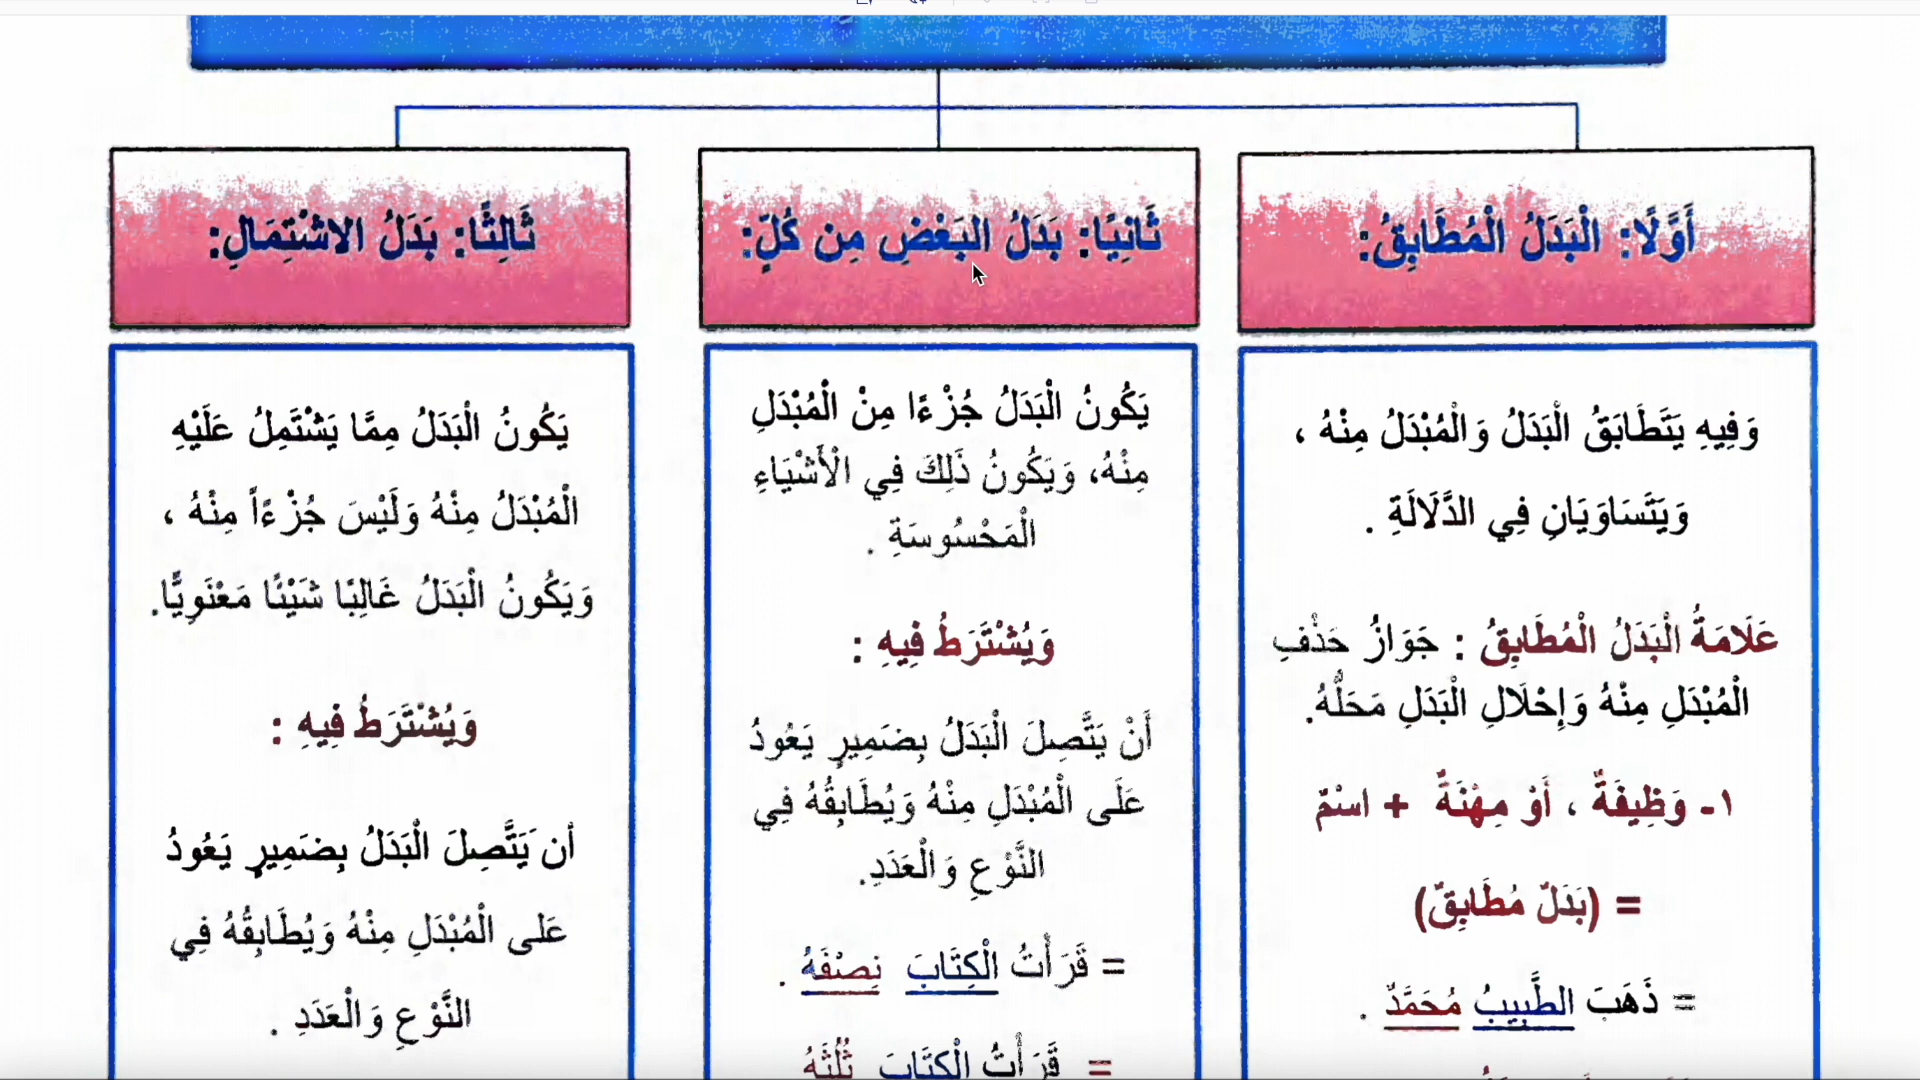 أَوَّلًا: الْبَدَلُ الْمُطَابِقُ:
وَفِيهِ يَتَطَابَقُ الْبَدَلُ وَالْمُبْدَلُ مِنْهُ ،
وَيَتَسَاوَيَانِ فِي الدَّلَالَةِ .
عَلَامَةُ الْبَدَلُ الْمُطَابِقُ : جَوَازُ حَذْفِ
الْمُبْدَلِ مِنْهُ وَإِحْلَالِ الْبَدَلِ مَحَلَّهُ.
١- وَظِيفَةٌ ، أَوْ مِهْنَةٌ + اسْمٌ
= (بَدَلٌ مُطَابِقٌ)
= ذَهَبَ الطَّبِيبُ مُحَمَّدٌ .
ثَانِيًا: بَدَلُ البَعْضِ مِن كُلٍّ:
يَكُونُ الْبَدَلُ جُزْءًا مِنْ الْمُبْدَلِ
مِنْهُ، وَيَكُونُ ذَلِكَ فِي الْأَشْيَاءِ
الْمَحْسُوسَةِ .
وَيُشْتَرَطُ فِيهِ :
أَنْ يَتَّصِلَ الْبَدَلُ بِضَمِيرٍ يَعُودُ
عَلَى الْمُبْدَلِ مِنْهُ وَيُطَابِقُهُ فِي
النَّوْعِ وَالْعَدَدِ.
= قَرَأْتُ الْكِتَابَ نِصْفَهُ .
= قَرَأْتُ الْكِتَابَ ثُلُثَهُ
ثَالِثًا: بَدَلُ الاشْتِمَالِ:
يَكُونُ الْبَدَلُ مِمَّا يَشْتَمِلُ عَلَيْهِ
الْمُبْدَلُ مِنْهُ وَلَيْسَ جُزْءَاً مِنْهُ ،
وَيَكُونُ الْبَدَلُ غَالِبًا شَيْئًا مَعْنَوِيًّا.
وَيُشْتَرَطُ فِيهِ :
أن يَتَّصِلَ الْبَدَلُ بِضَمِيرٍ يَعُودُ
عَلى الْمُبْدَلِ مِنْهُ وَيُطَابِقُهُ فِي
النَّوْعِ وَالْعَدَدِ .